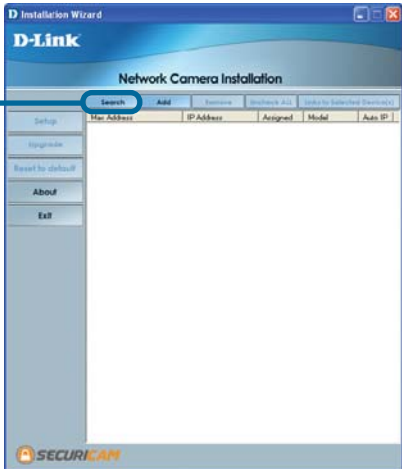 D Installation Wizard
D-Link
Network Camera Installation
Search Add Remove Uncheck ALL Links to Selected Device(s)
Mac Address IP Address Assigned Model Auto IP
Setup
Upgrade
Reset to default
About
Exit
SECURICAM